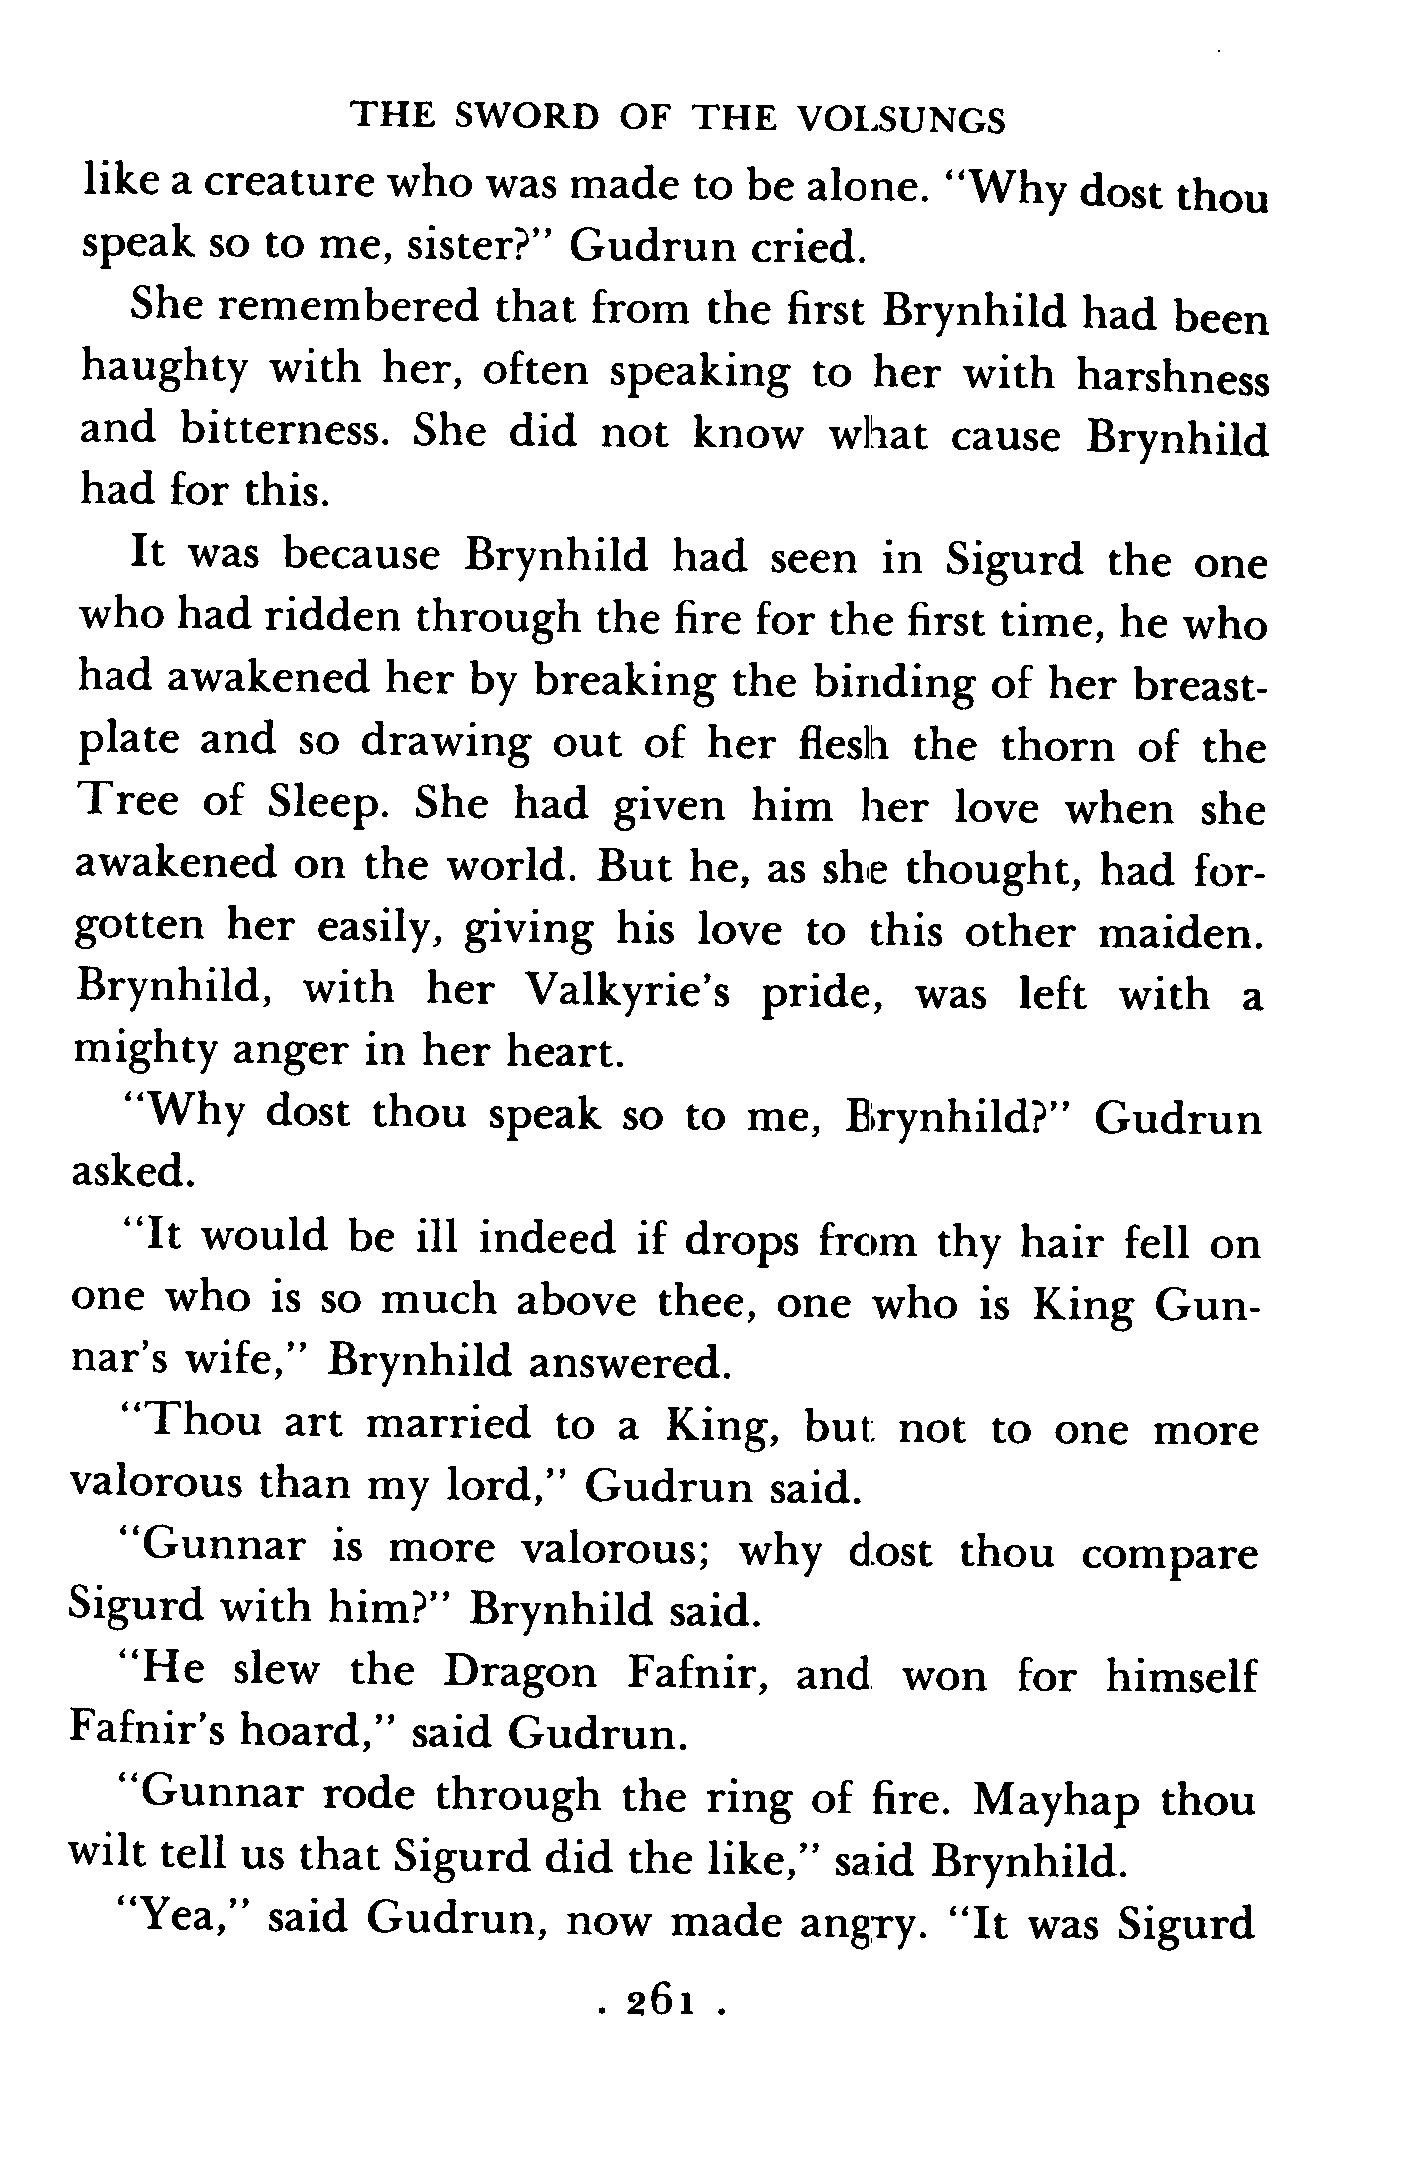 THE SWORD OF THE VOLSUNGS
like a creature who was made to be alone. “Why dost thou
speak so to me, sister?” Gudrun cried.
She remembered that from the first Brynhild had been
haughty with her, often speaking to her with harshness
and bitterness. She did not know what cause Brynhild
had for this.
It was because Brynhild had seen in Sigurd the one
who had ridden through the fire for the first time, he who
had awakened her by breaking the binding of her breast-
plate and so drawing out of her flesh the thorn of the
Tree of Sleep. She had given him her love when she
awakened on the world. But he, as she thought, had for-
gotten her easily, giving his love to this other maiden.
Brynhild, with her Valkyrie’s pride, was left with a
mighty anger in her heart.
“Why dost thou speak so to me, Brynhild?” Gudrun
asked.
“It would be ill indeed if drops from thy hair fell on
one who is so much above thee, one who is King Gun-
nar’s wife,” Brynhild answered.
“Thou art married to a King, but not to one more
valorous than my lord,” Gudrun said.
“Gunnar is more valorous; why dost thou compare
Sigurd with him?” Brynhild said.
“He slew the Dragon Fafnir, and won for himself
Fafnir’s hoard,” said Gudrun.
“Gunnar rode through the ring of fire. Mayhap thou
wilt tell us that Sigurd did the like,” said Brynhild.
“Yea,” said Gudrun, now made angry. “It was Sigurd
. 261 .